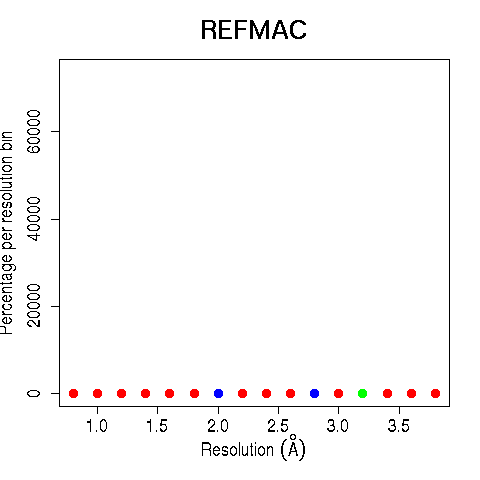 REFMAC
Percentage per resolution bin
60000
40000
20000
0
1.0 1.5 2.0 2.5 3.0 3.5
Resolution (Å)